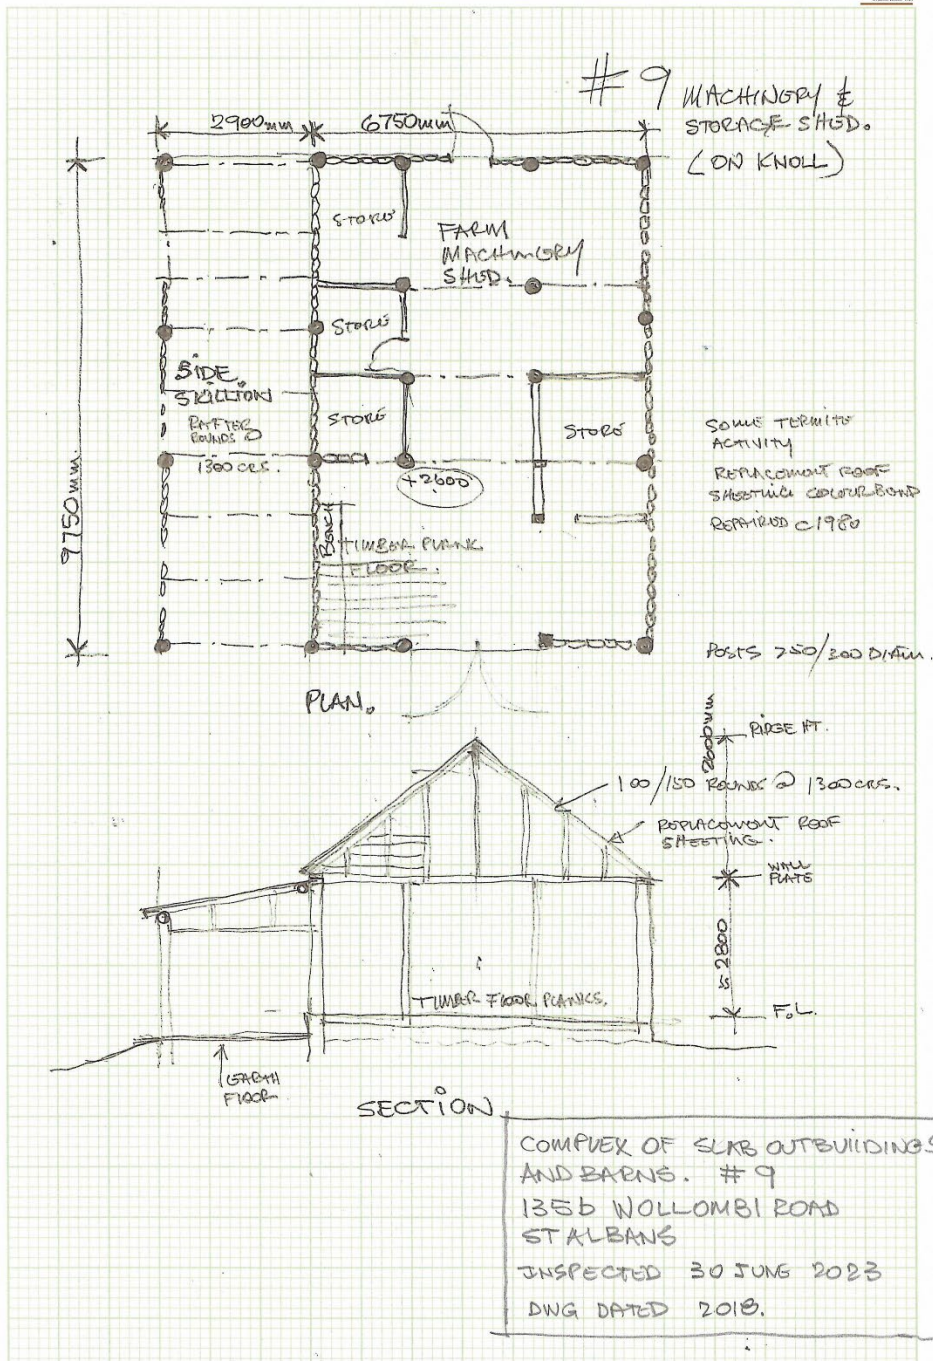 # 9 MACHINERY &
STORAGE SHED.
(ON KNOLL)
2900mm
6750mm
9750mm
STORE
FARM
MACHINERY
SHED.
STORE
SIDE
SKILLION
RAFTER
ROUNDS @
1300 CRS.
STORE
STORE
+2600
SOME TERMITE
ACTIVITY
REPLACEMENT ROOF
SHEETING COLOURBOND
REPAIRED c1980
BENCH
TIMBER PLANK
FLOOR.
POSTS 250/300 DIAM.
PLAN.
2600mm
RIDGE HT.
100/150 ROUNDS @ 1300 CRS.
REPLACEMENT ROOF
SHEETING.
WALL
PLATE
≈ 2800
TIMBER FLOOR PLANKS.
F.L.
EARTH
FLOOR
SECTION
COMPLEX OF SLAB OUTBUILDINGS
AND BARNS. # 9
135b WOLLOMBI ROAD
ST ALBANS
INSPECTED 30 JUNE 2023
DWG DATED 2018.